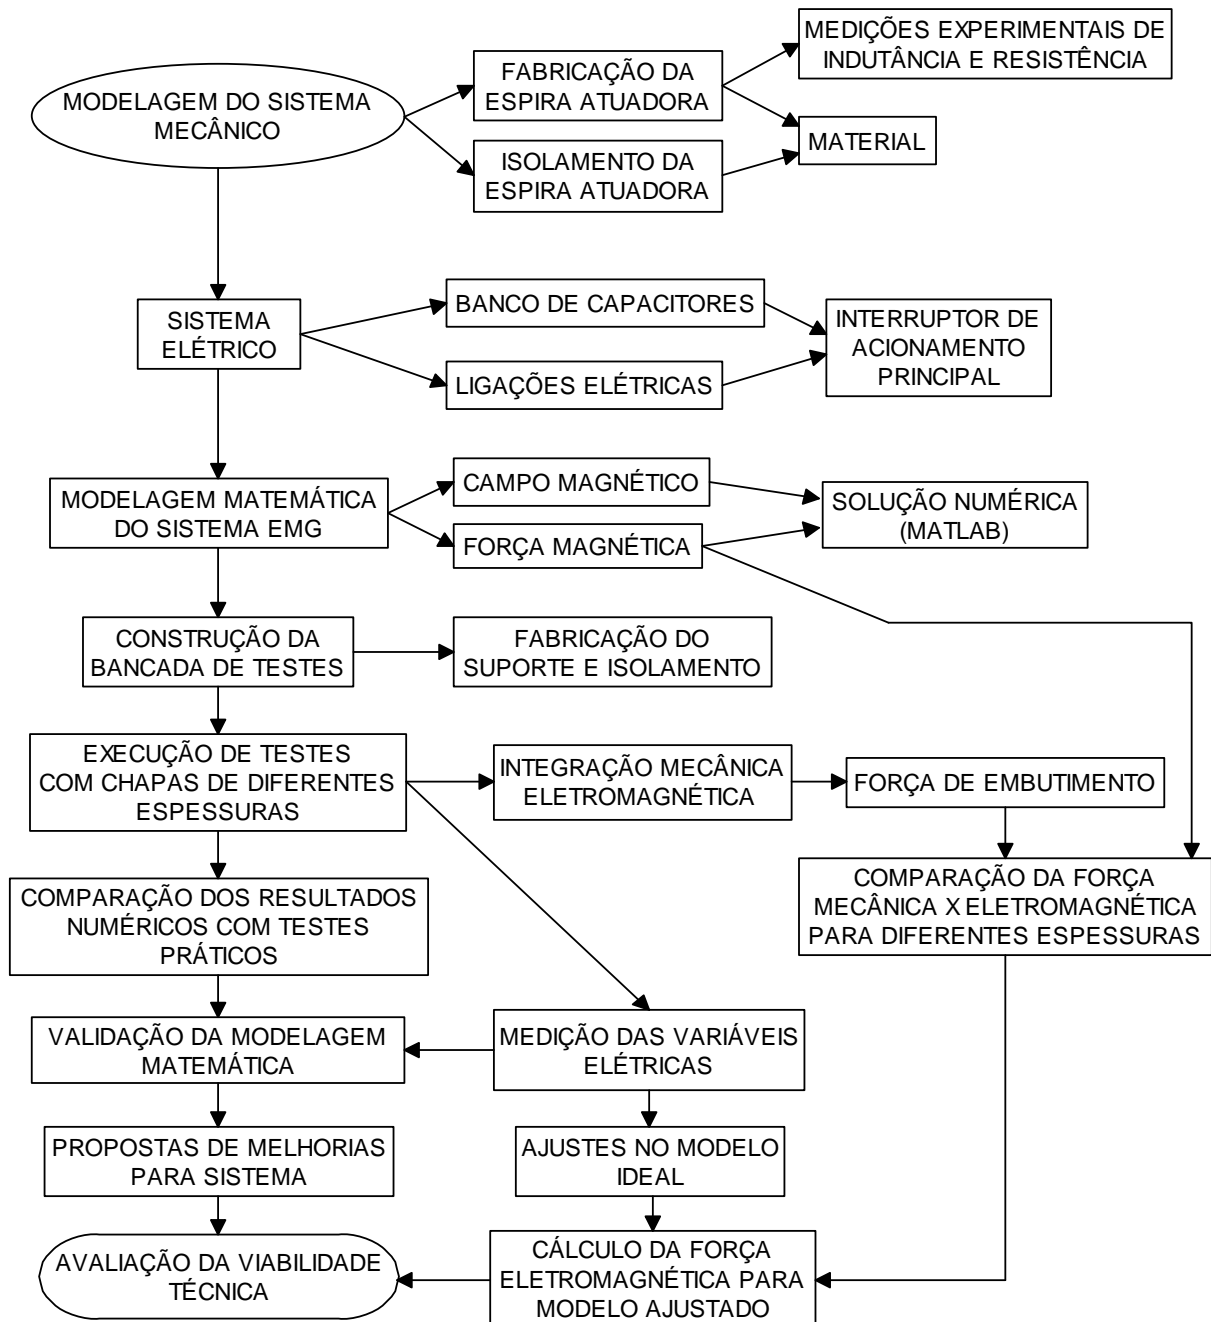 MODELAGEM DO SISTEMA
MECÂNICO
FABRICAÇÃO DA
ESPIRA ATUADORA
MEDIÇÕES EXPERIMENTAIS DE
INDUTÂNCIA E RESISTÊNCIA
ISOLAMENTO DA
ESPIRA ATUADORA
MATERIAL
SISTEMA
ELÉTRICO
BANCO DE CAPACITORES
LIGAÇÕES ELÉTRICAS
INTERRUPTOR DE
ACIONAMENTO
PRINCIPAL
MODELAGEM MATEMÁTICA
DO SISTEMA EMG
CAMPO MAGNÉTICO
FORÇA MAGNÉTICA
SOLUÇÃO NUMÉRICA
(MATLAB)
CONSTRUÇÃO DA
BANCADA DE TESTES
FABRICAÇÃO DO
SUPORTE E ISOLAMENTO
EXECUÇÃO DE TESTES
COM CHAPAS DE DIFERENTES
ESPESSURAS
INTEGRAÇÃO MECÂNICA
ELETROMAGNÉTICA
FORÇA DE EMBUTIMENTO
COMPARAÇÃO DOS RESULTADOS
NUMÉRICOS COM TESTES
PRÁTICOS
COMPARAÇÃO DA FORÇA
MECÂNICA X ELETROMAGNÉTICA
PARA DIFERENTES ESPESSURAS
VALIDAÇÃO DA MODELAGEM
MATEMÁTICA
MEDIÇÃO DAS VARIÁVEIS
ELÉTRICAS
PROPOSTAS DE MELHORIAS
PARA SISTEMA
AJUSTES NO MODELO
IDEAL
AVALIAÇÃO DA VIABILIDADE
TÉCNICA
CÁLCULO DA FORÇA
ELETROMAGNÉTICA PARA
MODELO AJUSTADO